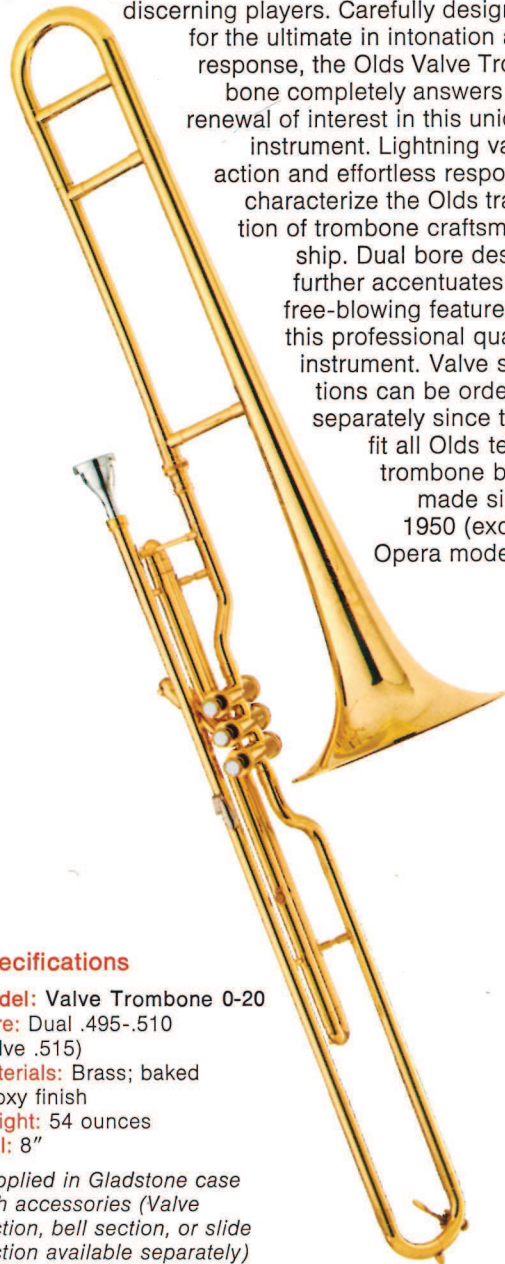 discerning players. Carefully design
for the ultimate in intonation a
response, the Olds Valve Tro
bone completely answers
renewal of interest in this uni
instrument. Lightning va
action and effortless respo
characterize the Olds tra
tion of trombone craftsm
ship. Dual bore des
further accentuates
free-blowing feature
this professional qua
instrument. Valve s
tions can be orde
separately since t
fit all Olds te
trombone b
made si
1950 (exc
Opera mode
ecifications
del: Valve Trombone 0-20
re: Dual .495-.510
lve .515)
terials: Brass; baked
oxy finish
ight: 54 ounces
l: 8″
pplied in Gladstone case
h accessories (Valve
ction, bell section, or slide
ction available separately)